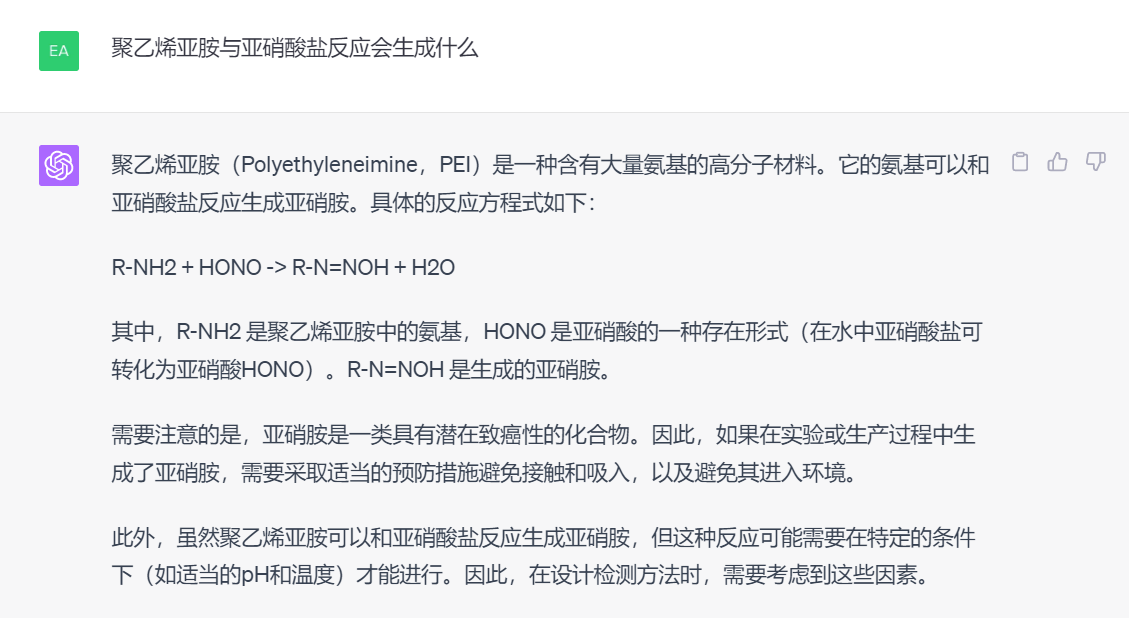 EA
聚乙烯亚胺与亚硝酸盐反应会生成什么
聚乙烯亚胺（Polyethyleneimine，PEI）是一种含有大量氨基的高分子材料。它的氨基可以和
亚硝酸盐反应生成亚硝胺。具体的反应方程式如下：
R-NH2 + HONO -> R-N=NOH + H2O
其中，R-NH2 是聚乙烯亚胺中的氨基，HONO 是亚硝酸的一种存在形式（在水中亚硝酸盐可
转化为亚硝酸HONO）。R-N=NOH 是生成的亚硝胺。
需要注意的是，亚硝胺是一类具有潜在致癌性的化合物。因此，如果在实验或生产过程中生
成了亚硝胺，需要采取适当的预防措施避免接触和吸入，以及避免其进入环境。
此外，虽然聚乙烯亚胺可以和亚硝酸盐反应生成亚硝胺，但这种反应可能需要在特定的条件
下（如适当的pH和温度）才能进行。因此，在设计检测方法时，需要考虑到这些因素。